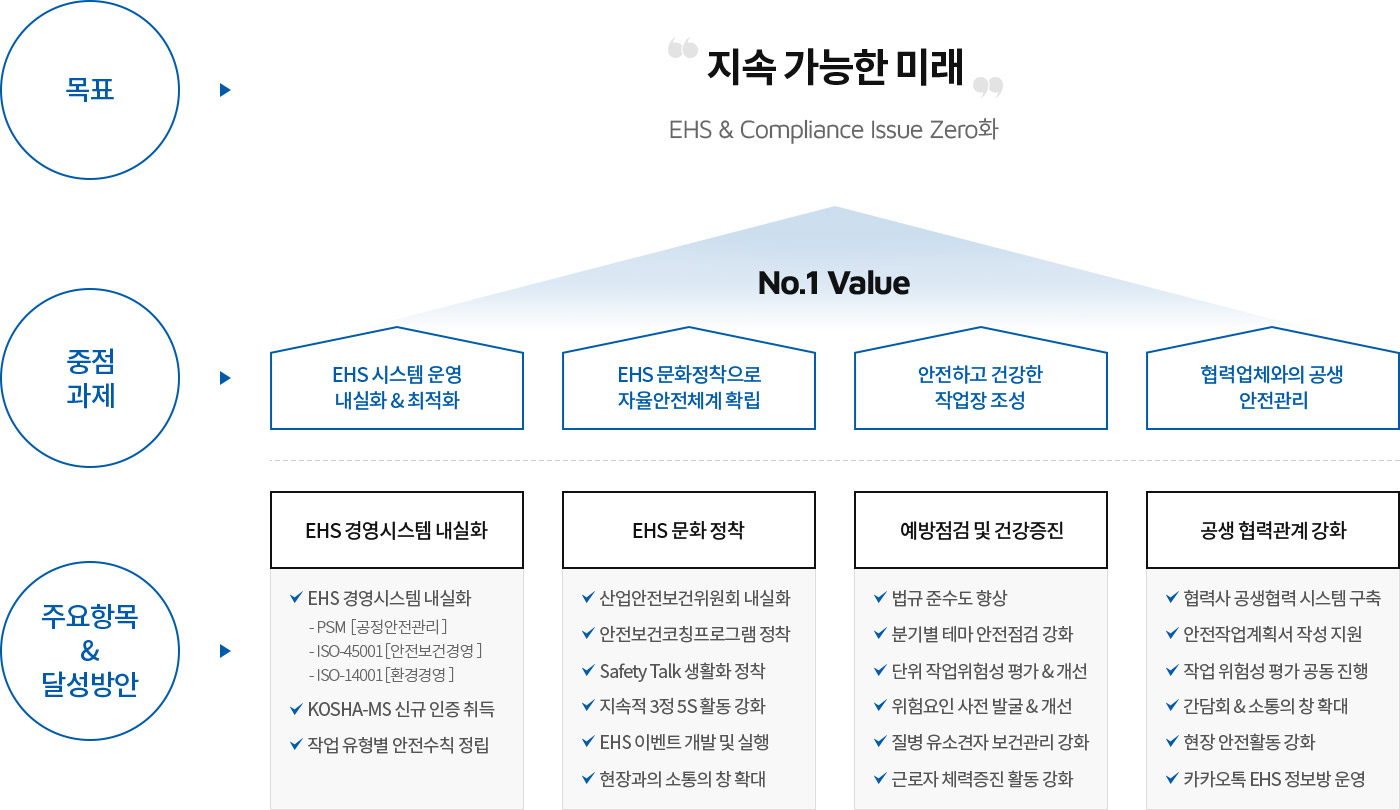 목표
“ 지속 가능한 미래 ”
EHS & Compliance Issue Zero화
No.1 Value
중점
과제
EHS 시스템 운영
내실화 & 최적화
EHS 문화정착으로
자율안전체계 확립
안전하고 건강한
작업장 조성
협력업체와의 공생
안전관리
주요항목
&
달성방안
EHS 경영시스템 내실화
EHS 경영시스템 내실화
- PSM [공정안전관리]
- ISO-45001 [안전보건경영]
- ISO-14001 [환경경영]
KOSHA-MS 신규 인증 취득
작업 유형별 안전수칙 정립
EHS 문화 정착
산업안전보건위원회 내실화
안전보건코칭프로그램 정착
Safety Talk 생활화 정착
지속적 3정 5S 활동 강화
EHS 이벤트 개발 및 실행
현장과의 소통의 창 확대
예방점검 및 건강증진
법규 준수도 향상
분기별 테마 안전점검 강화
단위 작업위험성 평가 & 개선
위험요인 사전 발굴 & 개선
질병 유소견자 보건관리 강화
근로자 체력증진 활동 강화
공생 협력관계 강화
협력사 공생협력 시스템 구축
안전작업계획서 작성 지원
작업 위험성 평가 공동 진행
간담회 & 소통의 창 확대
현장 안전활동 강화
카카오톡 EHS 정보방 운영